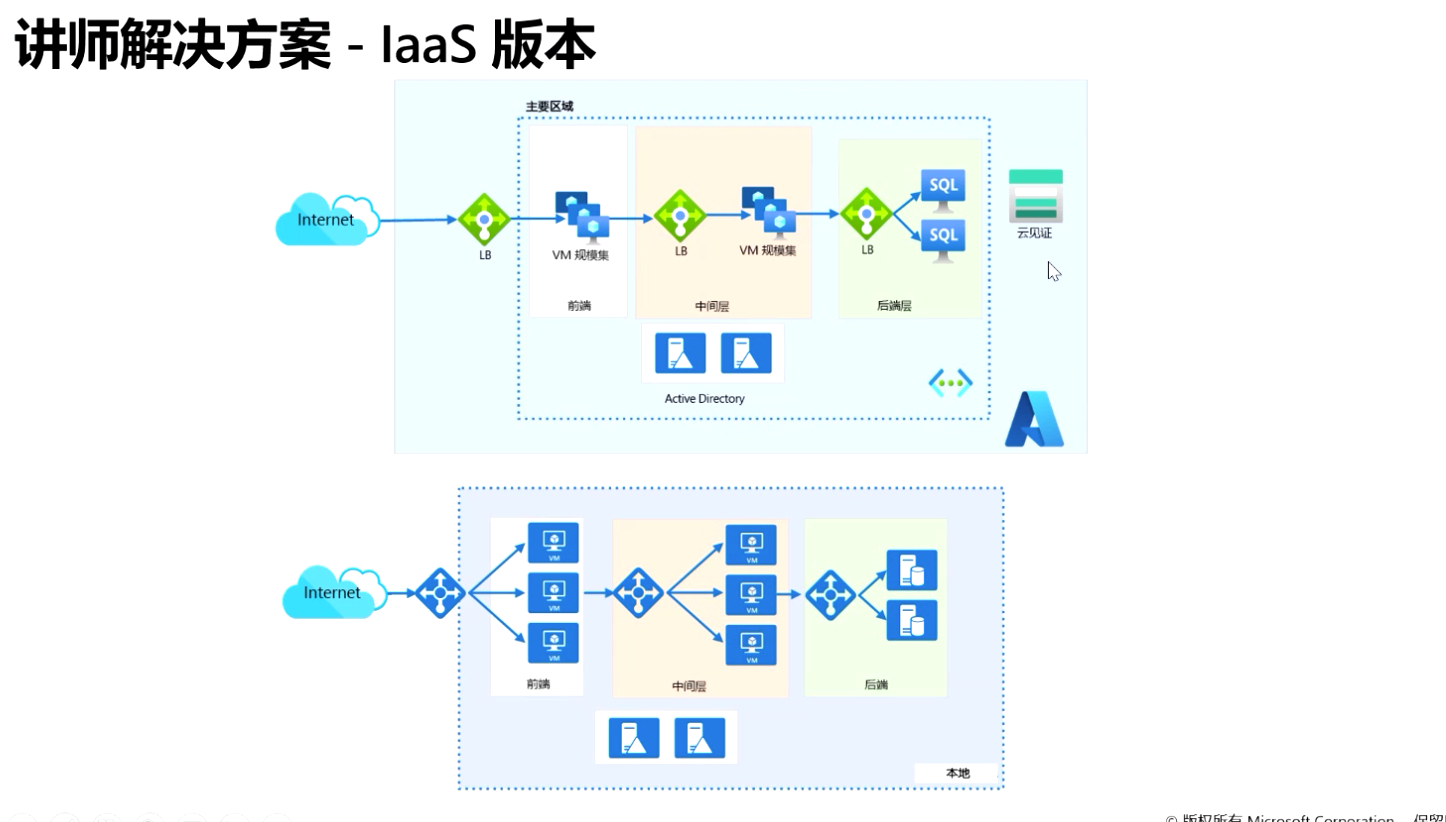 讲师解决方案 - IaaS 版本
主要区域
Internet
LB
VM 规模集
LB
VM 规模集
LB
SQL
SQL
云见证
前端
中间层
后端层
Active Directory
Internet
VM
VM
VM
VM
VM
VM
前端
中间层
后端
本地
© 版权所有 Microsoft Corporation。 保留